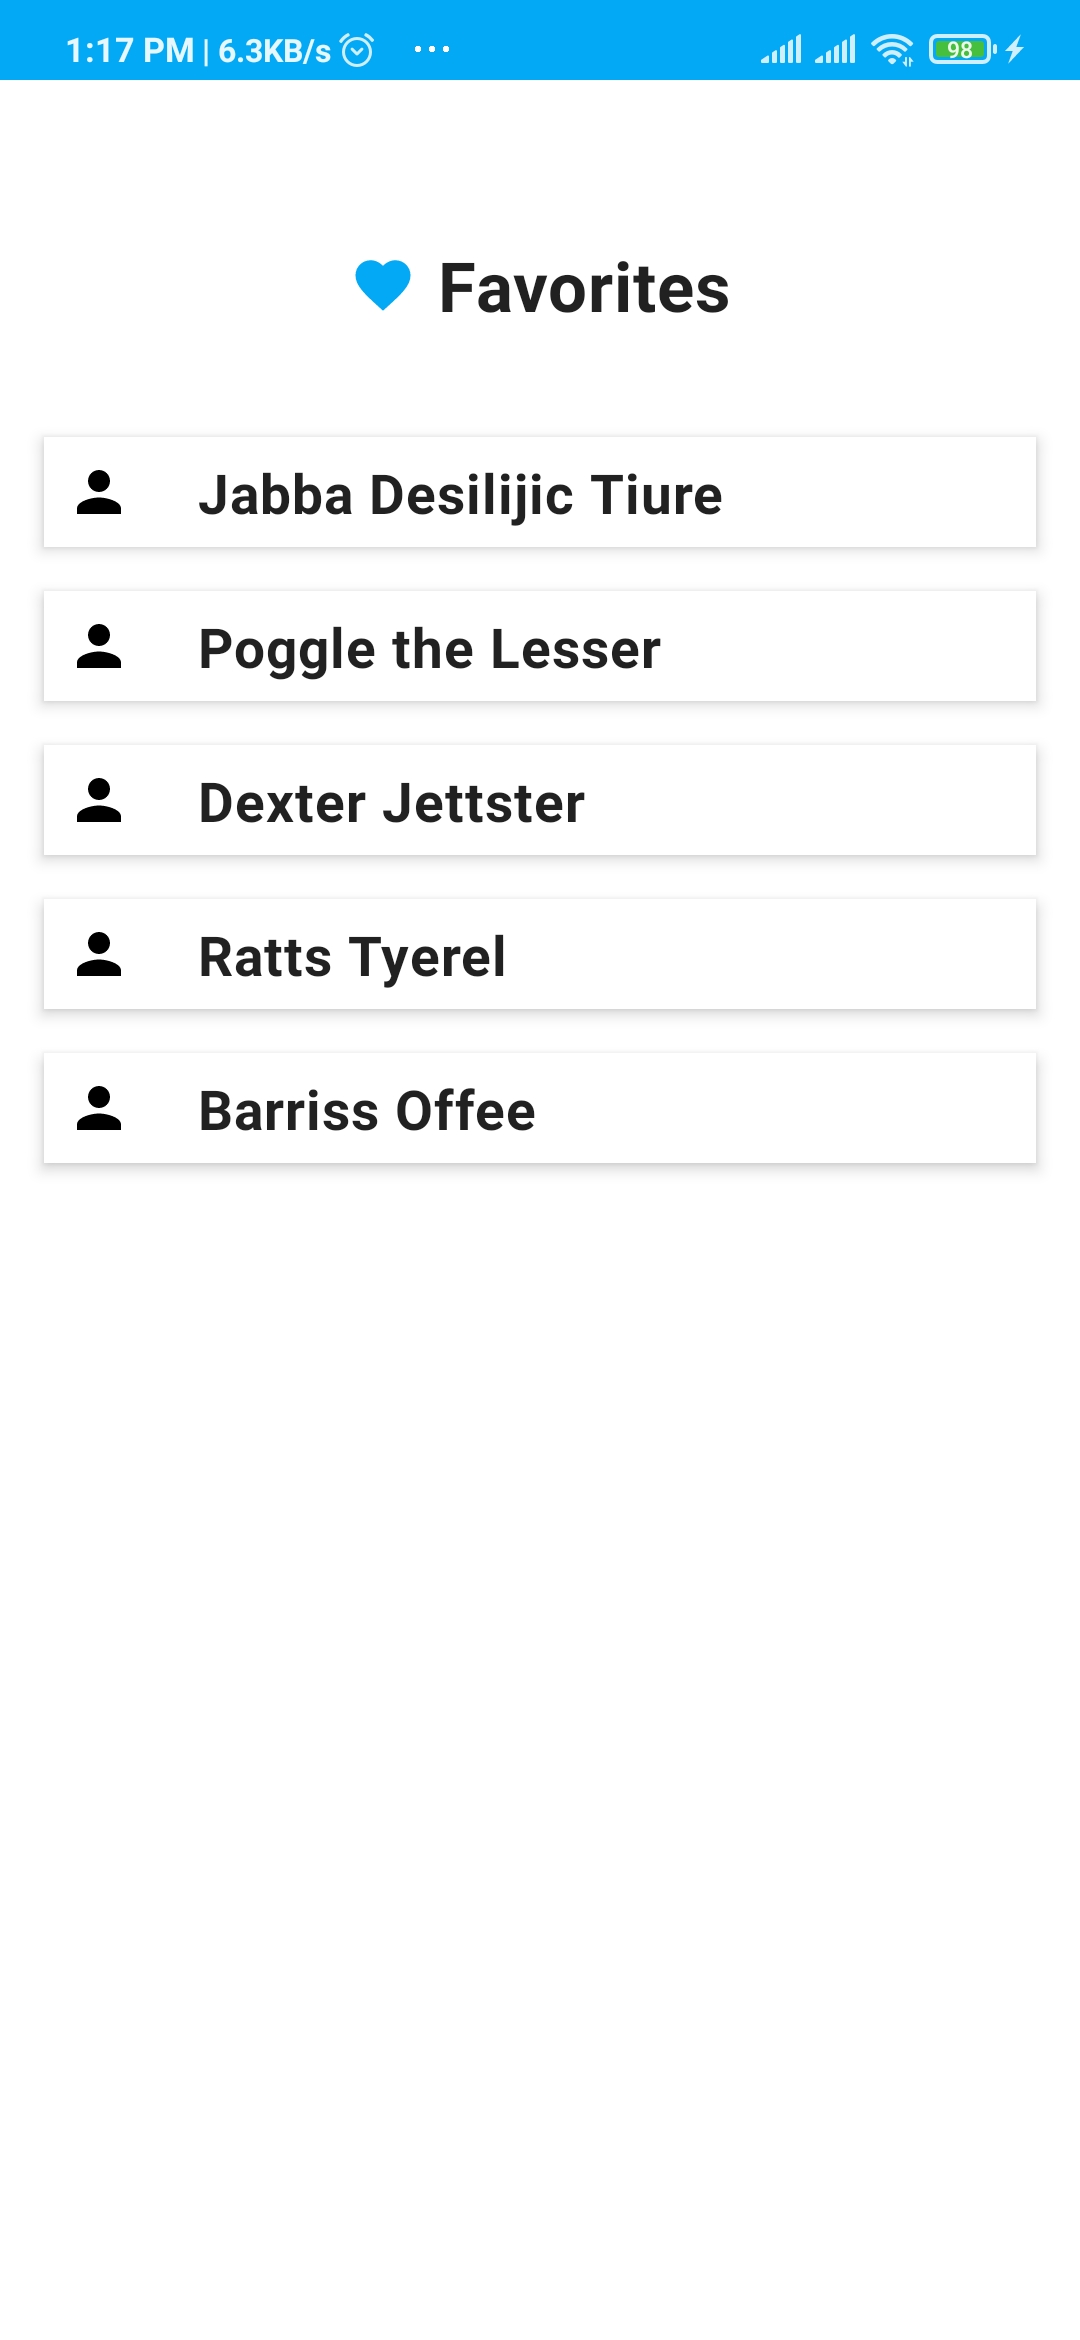 1:17 PM | 6.3KB/s ... 98
Favorites
Jabba Desilijic Tiure
Poggle the Lesser
Dexter Jettster
Ratts Tyerel
Barriss Offee